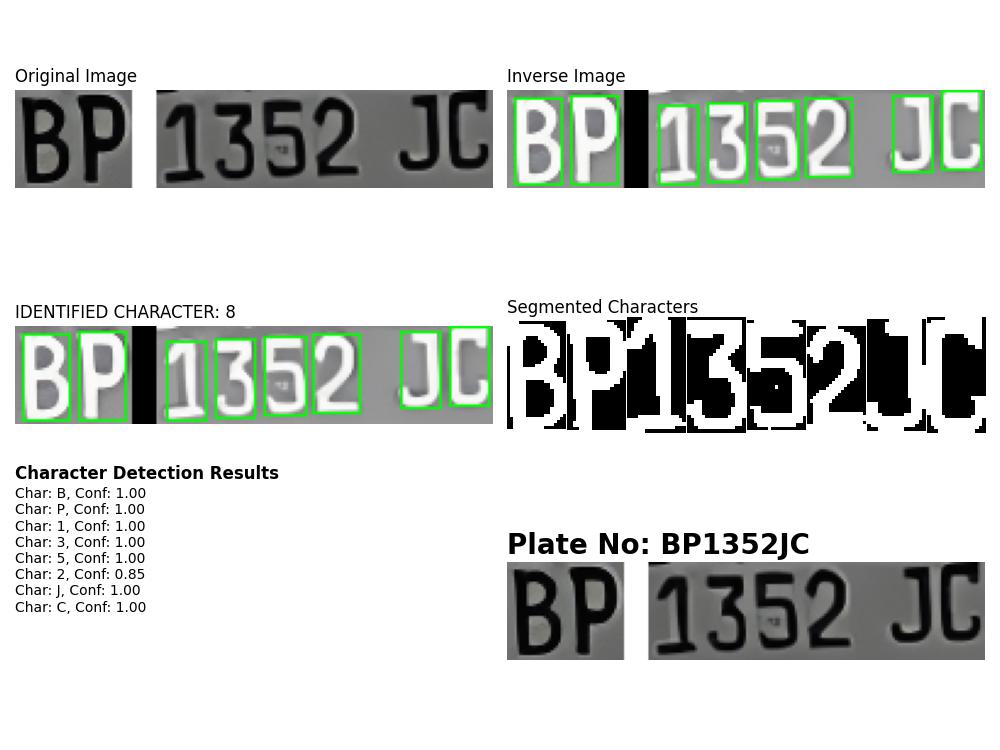 Original Image
BP 1352 JC
Inverse Image
BP 1352 JC
IDENTIFIED CHARACTER: 8
BP 1352 JC
Segmented Characters
BP1352JC
Character Detection Results
Char: B, Conf: 1.00
Char: P, Conf: 1.00
Char: 1, Conf: 1.00
Char: 3, Conf: 1.00
Char: 5, Conf: 1.00
Char: 2, Conf: 0.85
Char: J, Conf: 1.00
Char: C, Conf: 1.00
Plate No: BP1352JC
BP 1352 JC